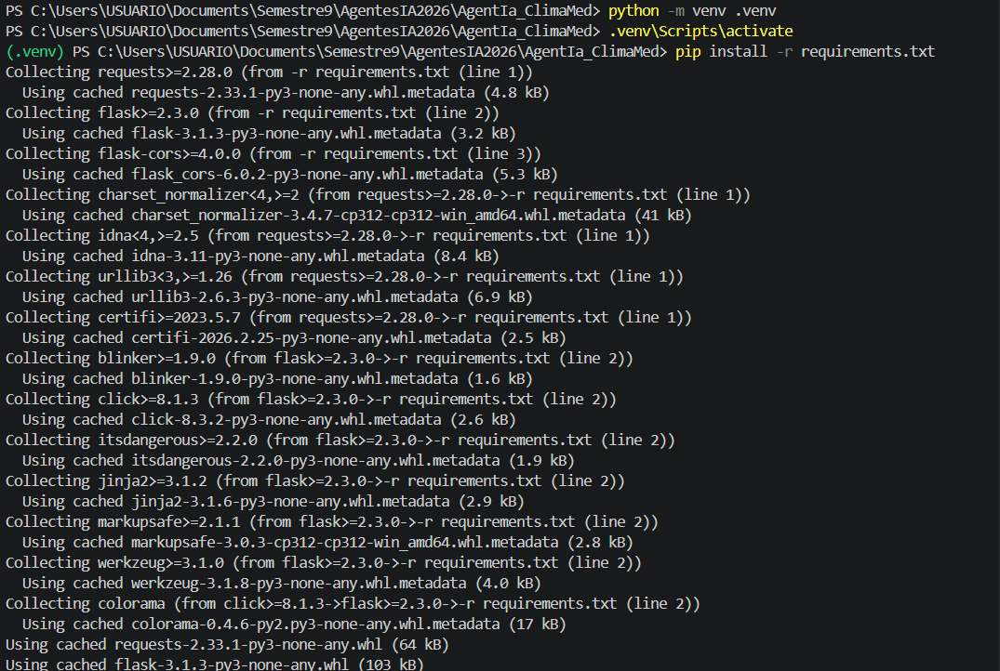 PS C:\Users\USUARIO\Documents\Semestre9\AgentesIA2026\AgentIa_ClimaMed> python -m venv .venv
PS C:\Users\USUARIO\Documents\Semestre9\AgentesIA2026\AgentIa_ClimaMed> .venv\Scripts\activate
(.venv) PS C:\Users\USUARIO\Documents\Semestre9\AgentesIA2026\AgentIa_ClimaMed> pip install -r requirements.txt
Collecting requests>=2.28.0 (from -r requirements.txt (line 1))
  Using cached requests-2.33.1-py3-none-any.whl.metadata (4.8 kB)
Collecting flask>=2.3.0 (from -r requirements.txt (line 2))
  Using cached flask-3.1.3-py3-none-any.whl.metadata (3.2 kB)
Collecting flask-cors>=4.0.0 (from -r requirements.txt (line 3))
  Using cached flask_cors-6.0.2-py3-none-any.whl.metadata (5.3 kB)
Collecting charset_normalizer<4,>=2 (from requests>=2.28.0->-r requirements.txt (line 1))
  Using cached charset_normalizer-3.4.7-cp312-cp312-win_amd64.whl.metadata (41 kB)
Collecting idna<4,>=2.5 (from requests>=2.28.0->-r requirements.txt (line 1))
  Using cached idna-3.11-py3-none-any.whl.metadata (8.4 kB)
Collecting urllib3<3,>=1.26 (from requests>=2.28.0->-r requirements.txt (line 1))
  Using cached urllib3-2.6.3-py3-none-any.whl.metadata (6.9 kB)
Collecting certifi>=2023.5.7 (from requests>=2.28.0->-r requirements.txt (line 1))
  Using cached certifi-2026.2.25-py3-none-any.whl.metadata (2.5 kB)
Collecting blinker>=1.9.0 (from flask>=2.3.0->-r requirements.txt (line 2))
  Using cached blinker-1.9.0-py3-none-any.whl.metadata (1.6 kB)
Collecting click>=8.1.3 (from flask>=2.3.0->-r requirements.txt (line 2))
  Using cached click-8.3.2-py3-none-any.whl.metadata (2.6 kB)
Collecting itsdangerous>=2.2.0 (from flask>=2.3.0->-r requirements.txt (line 2))
  Using cached itsdangerous-2.2.0-py3-none-any.whl.metadata (1.9 kB)
Collecting jinja2>=3.1.2 (from flask>=2.3.0->-r requirements.txt (line 2))
  Using cached jinja2-3.1.6-py3-none-any.whl.metadata (2.9 kB)
Collecting markupsafe>=2.1.1 (from flask>=2.3.0->-r requirements.txt (line 2))
  Using cached markupsafe-3.0.3-cp312-cp312-win_amd64.whl.metadata (2.8 kB)
Collecting werkzeug>=3.1.0 (from flask>=2.3.0->-r requirements.txt (line 2))
  Using cached werkzeug-3.1.8-py3-none-any.whl.metadata (4.0 kB)
Collecting colorama (from click>=8.1.3->flask>=2.3.0->-r requirements.txt (line 2))
  Using cached colorama-0.4.6-py2.py3-none-any.whl.metadata (17 kB)
Using cached requests-2.33.1-py3-none-any.whl (64 kB)
Using cached flask-3.1.3-py3-none-any.whl (103 kB)